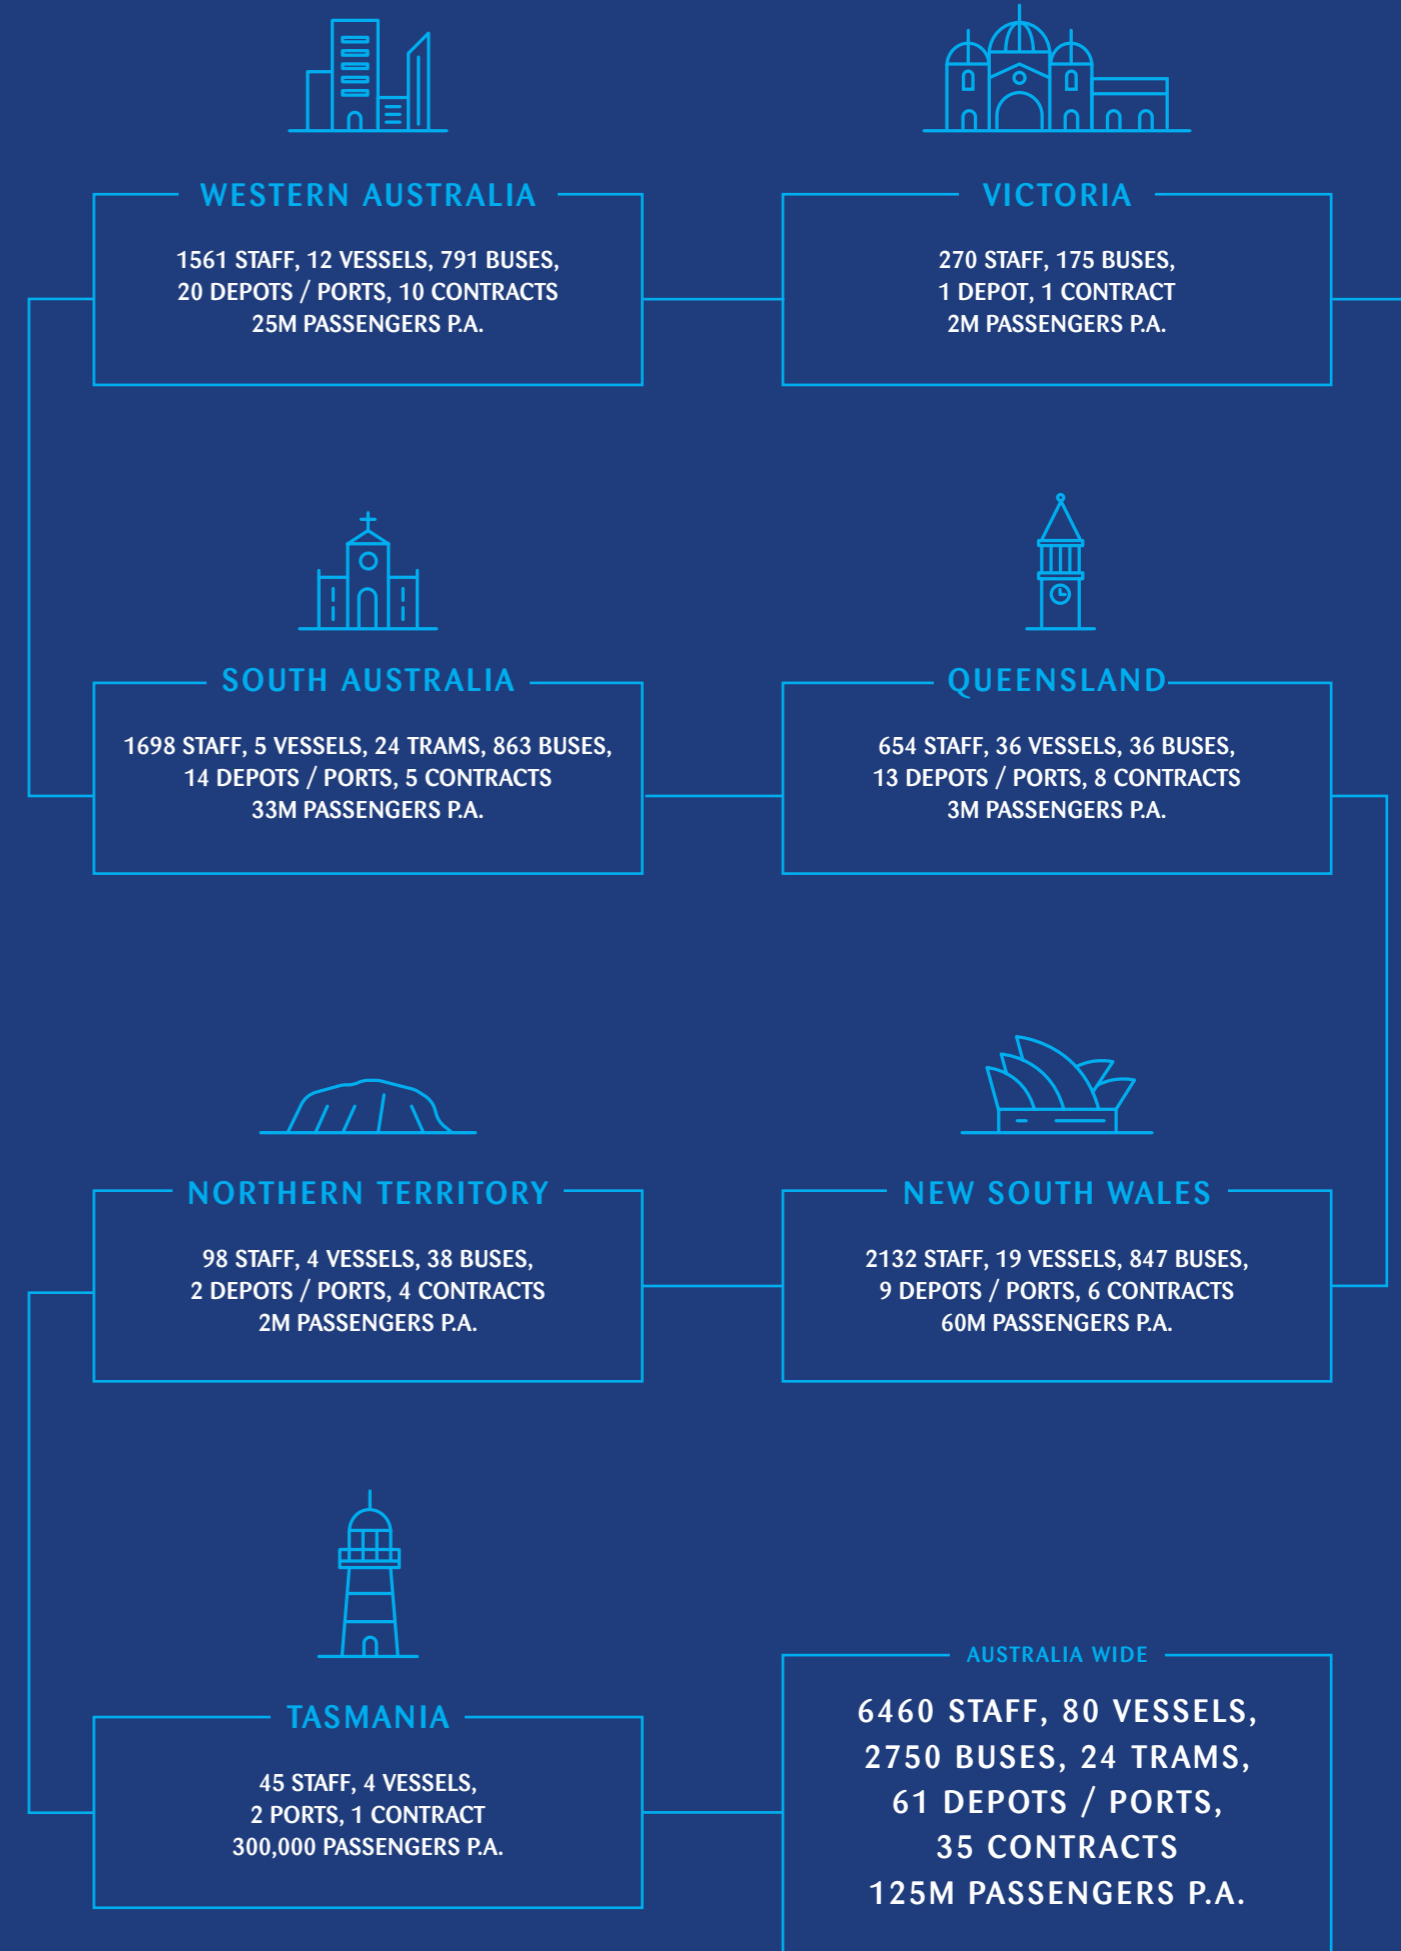 WESTERN AUSTRALIA
1561 STAFF, 12 VESSELS, 791 BUSES,
20 DEPOTS / PORTS, 10 CONTRACTS
25M PASSENGERS P.A.
VICTORIA
270 STAFF, 175 BUSES,
1 DEPOT, 1 CONTRACT
2M PASSENGERS P.A.
SOUTH AUSTRALIA
1698 STAFF, 5 VESSELS, 24 TRAMS, 863 BUSES,
14 DEPOTS / PORTS, 5 CONTRACTS
33M PASSENGERS P.A.
QUEENSLAND
654 STAFF, 36 VESSELS, 36 BUSES,
13 DEPOTS / PORTS, 8 CONTRACTS
3M PASSENGERS P.A.
NORTHERN TERRITORY
98 STAFF, 4 VESSELS, 38 BUSES,
2 DEPOTS / PORTS, 4 CONTRACTS
2M PASSENGERS P.A.
NEW SOUTH WALES
2132 STAFF, 19 VESSELS, 847 BUSES,
9 DEPOTS / PORTS, 6 CONTRACTS
60M PASSENGERS P.A.
TASMANIA
45 STAFF, 4 VESSELS,
2 PORTS, 1 CONTRACT
300,000 PASSENGERS P.A.
AUSTRALIA WIDE
6460 STAFF, 80 VESSELS,
2750 BUSES, 24 TRAMS,
61 DEPOTS / PORTS,
35 CONTRACTS
125M PASSENGERS P.A.